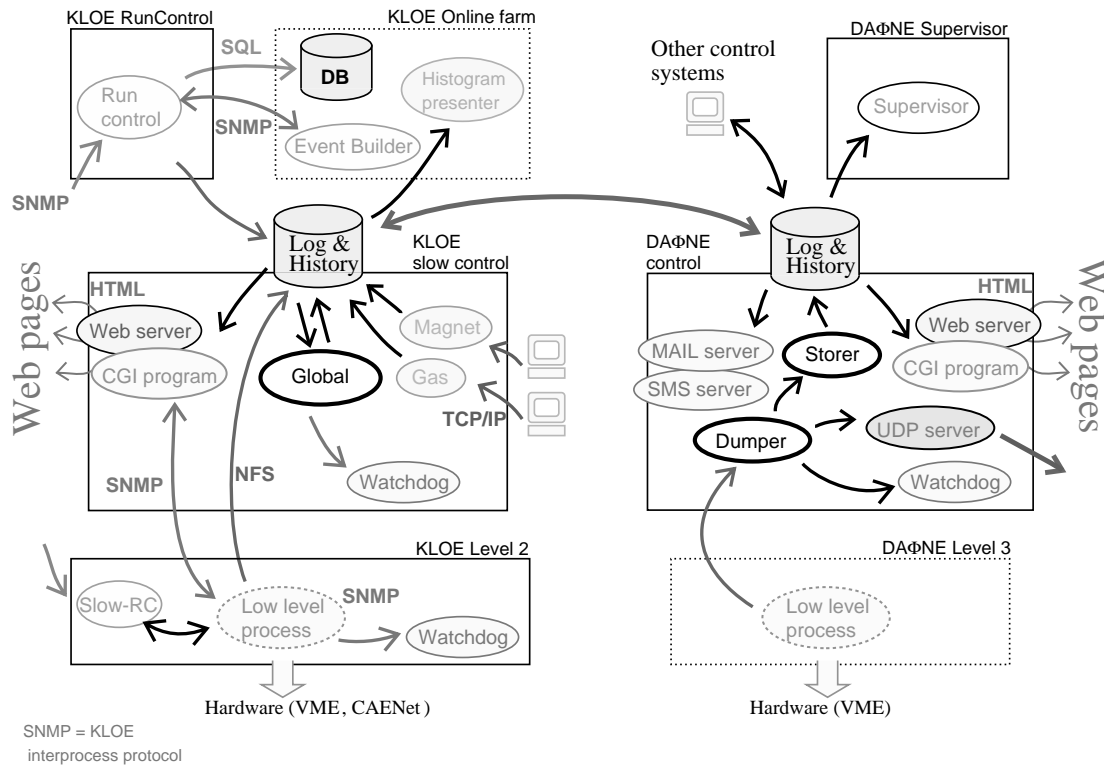 KLOE RunControl
KLOE Online farm
DAΦNE Supervisor
SQL
DB
Histogram
presenter
Run
control
SNMP
Event Builder
SNMP
Other control
systems
Supervisor
Log &
History
KLOE
slow control
DAΦNE
control
Log &
History
Web pages
HTML
Web server
CGI program
Global
Magnet
Gas
TCP/IP
SNMP
NFS
Watchdog
MAIL server
SMS server
Storer
HTML
Web server
CGI program
Web pages
Dumper
UDP server
Watchdog
KLOE Level 2
Slow-RC
Low level
process
SNMP
Watchdog
DAΦNE Level 3
Low level
process
Hardware (VME, CAENet)
Hardware (VME)
SNMP = KLOE
interprocess protocol